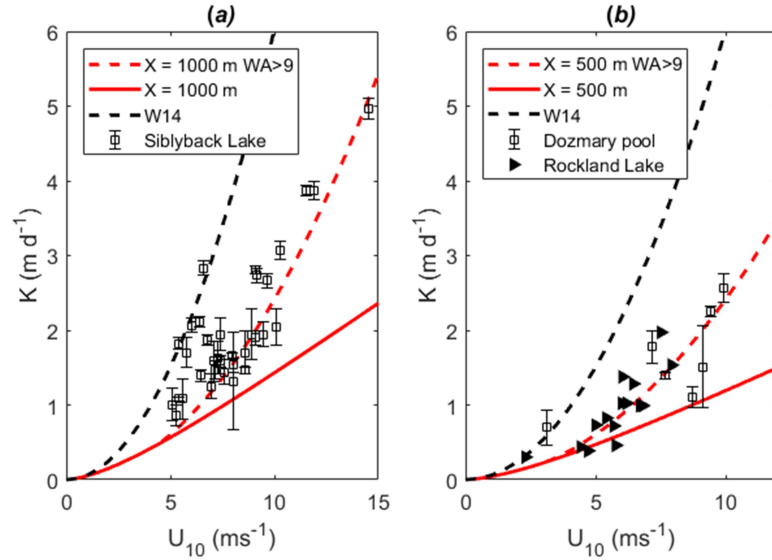 (a)
6
5
4
3
2
1
0
K (m d⁻¹)
X = 1000 m WA>9
X = 1000 m
W14
Siblyback Lake
0 5 10 15
U₁₀ (ms⁻¹)
(b)
6
5
4
3
2
1
0
K (m d⁻¹)
X = 500 m WA>9
X = 500 m
W14
Dozmary pool
Rockland Lake
0 5 10
U₁₀ (ms⁻¹)